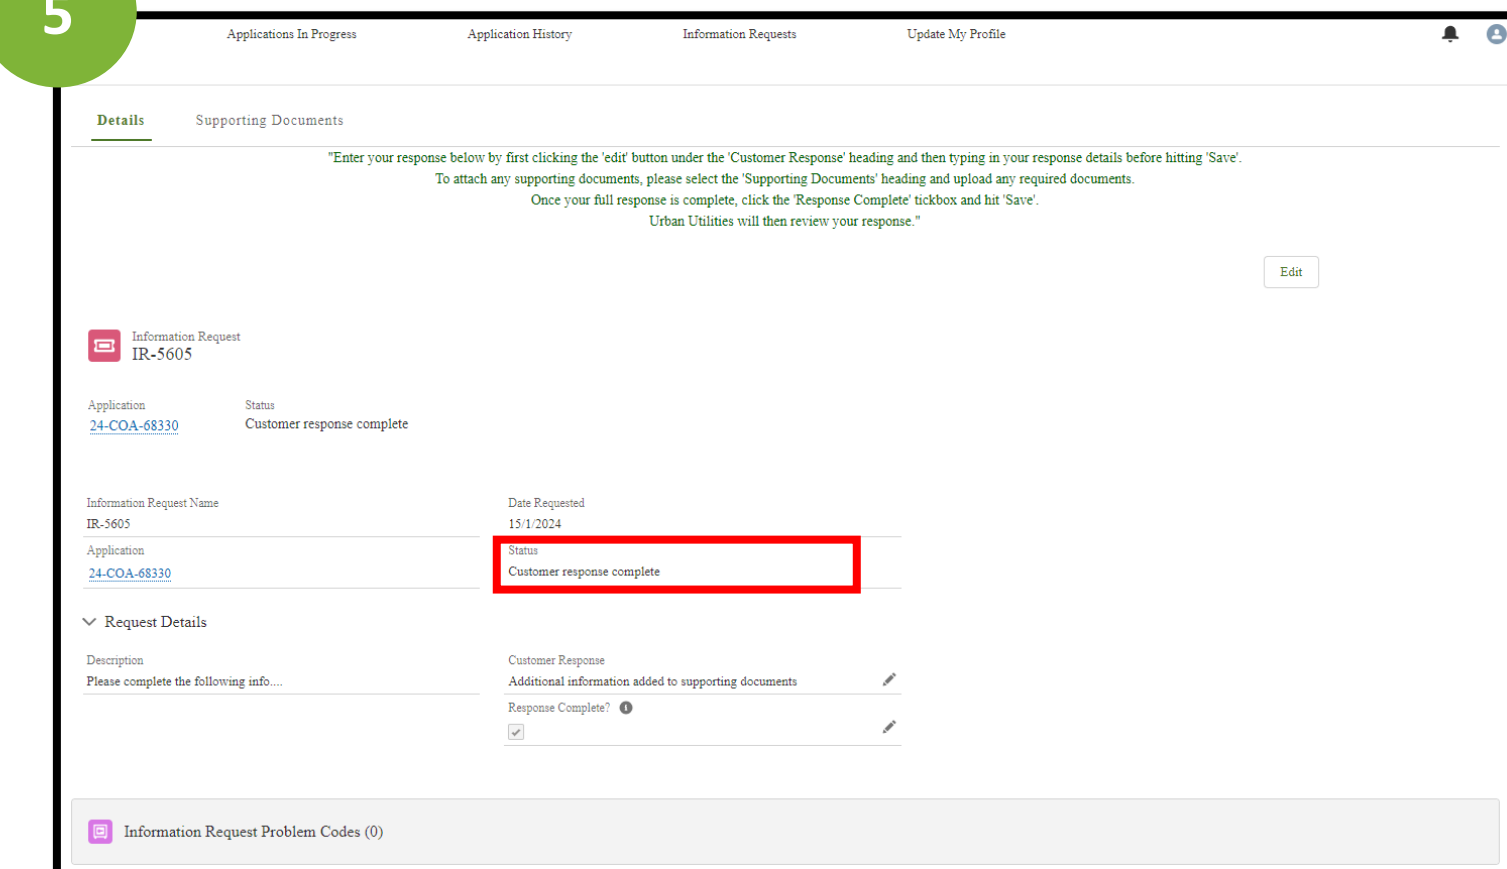 5
Applications In Progress
Application History
Information Requests
Update My Profile
Details
Supporting Documents
"Enter your response below by first clicking the 'edit' button under the 'Customer Response' heading and then typing in your response details before hitting 'Save'.
To attach any supporting documents, please select the 'Supporting Documents' heading and upload any required documents.
Once your full response is complete, click the 'Response Complete' tickbox and hit 'Save'.
Urban Utilities will then review your response."
Edit
Information Request
IR-5605
Application
Status
24-COA-68330
Customer response complete
Information Request Name
Date Requested
IR-5605
15/1/2024
Application
Status
24-COA-68330
Customer response complete
Request Details
Description
Customer Response
Please complete the following info....
Additional information added to supporting documents
Response Complete?
Information Request Problem Codes (0)